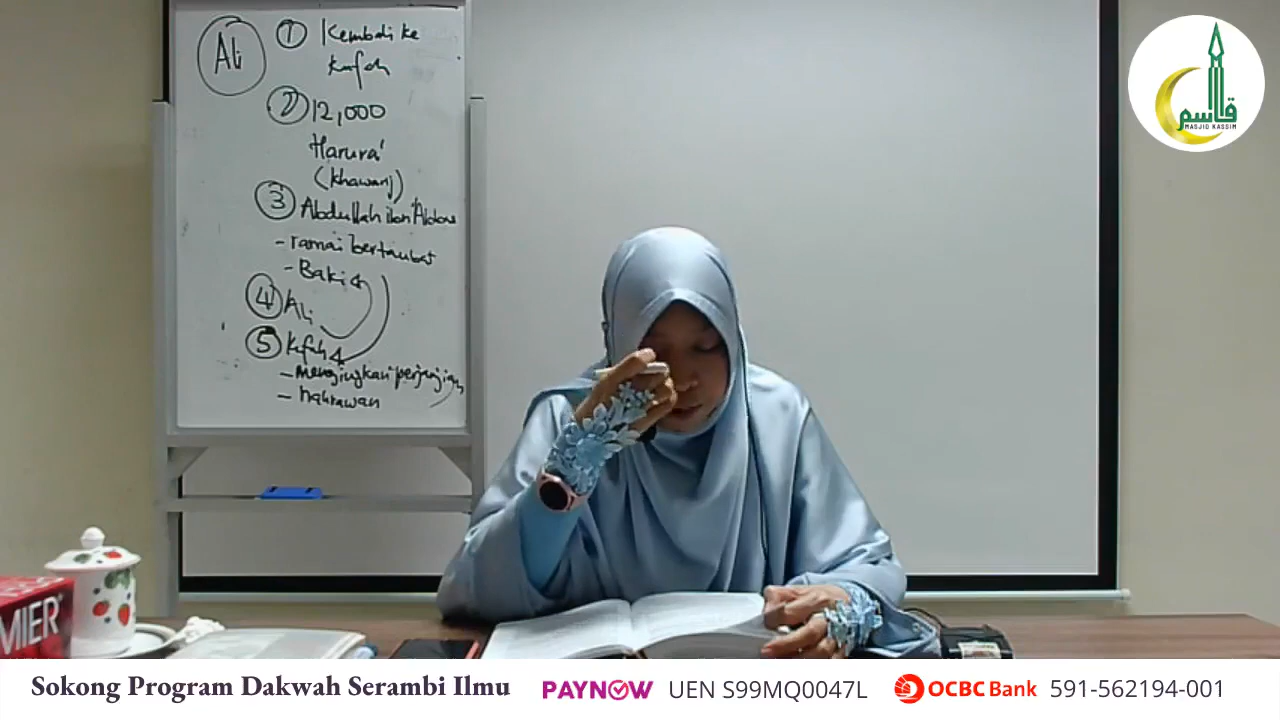 Ali
① Kembali ke
Kufah
② 12,000
Harura'
(Khawarij)
③ Abdullah ibn Abbas
- ramai bertaubat
- Baki
④ Ali
⑤ Kufah
- mengingkari perjanjian
- Nahrawan
قاسم
MASJID KASSIM
MIER
Sokong Program Dakwah Serambi Ilmu
PAYNOW UEN S99MQ0047L
OCBC Bank 591-562194-001